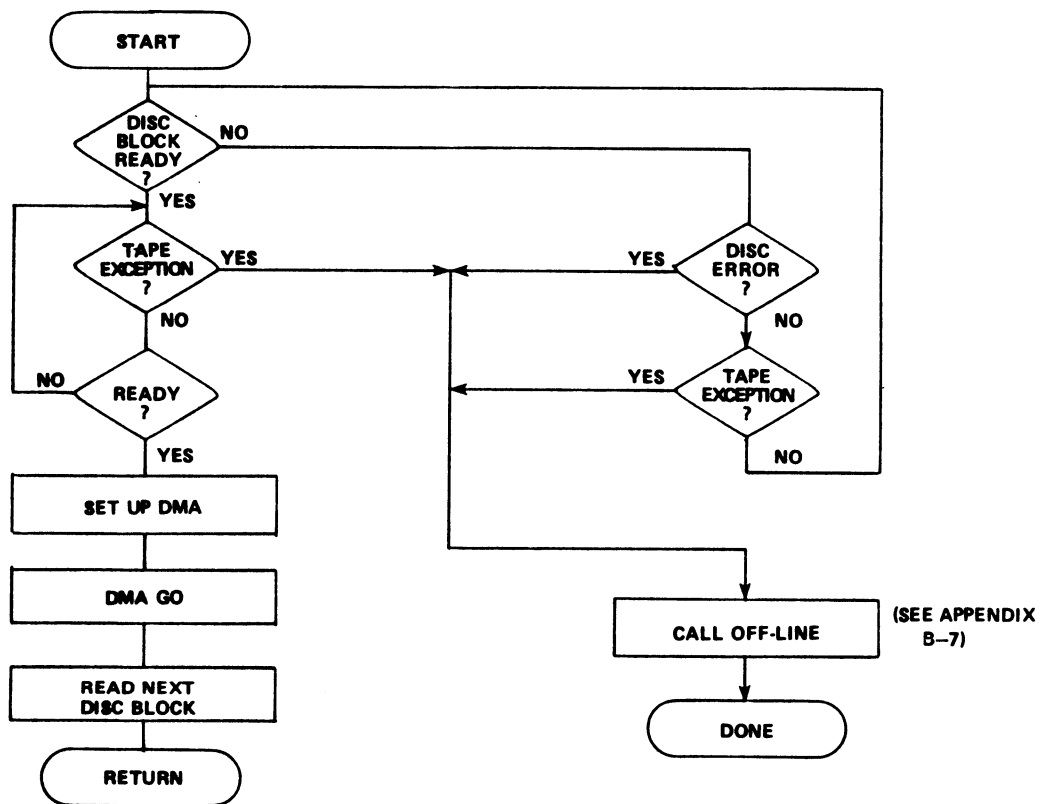 START
DISC
BLOCK
READY
?
NO
YES
TAPE
EXCEPTION
?
YES
NO
READY
?
NO
YES
SET UP DMA
DMA GO
READ NEXT
DISC BLOCK
RETURN
DISC
ERROR
?
YES
NO
TAPE
EXCEPTION
?
YES
NO
CALL OFF-LINE
(SEE APPENDIX
B–7)
DONE